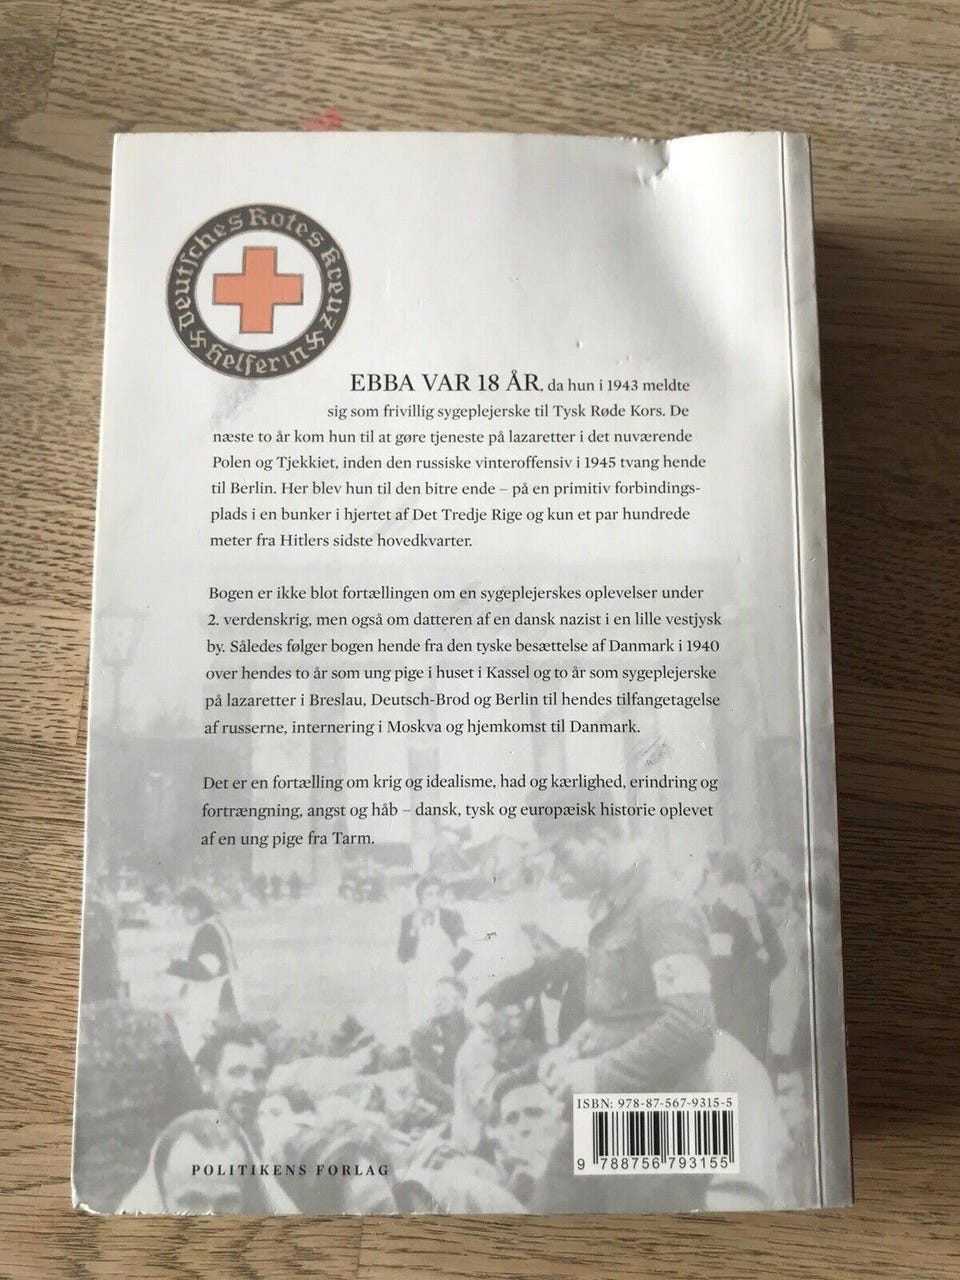 Deutsches Rotes Kreuz
Helferin
EBBA VAR 18 ÅR, da hun i 1943 meldte
sig som frivillig sygeplejerske til Tysk Røde Kors. De
næste to år kom hun til at gøre tjeneste på lazaretter i det nuværende
Polen og Tjekkiet, inden den russiske vinteroffensiv i 1945 tvang hende
til Berlin. Her blev hun til den bitre ende – på en primitiv forbindings-
plads i en bunker i hjertet af Det Tredje Rige og kun et par hundrede
meter fra Hitlers sidste hovedkvarter.
Bogen er ikke blot fortællingen om en sygeplejerskes oplevelser under
2. verdenskrig, men også om datteren af en dansk nazist i en lille vestjysk
by. Således følger bogen hende fra den tyske besættelse af Danmark i 1940
over hendes to år som ung pige i huset i Kassel og to år som sygeplejerske
på lazaretter i Breslau, Deutsch-Brod og Berlin til hendes tilfangetagelse
af russerne, internering i Moskva og hjemkomst til Danmark.
Det er en fortælling om krig og idealisme, had og kærlighed, erindring og
fortrængning, angst og håb – dansk, tysk og europæisk historie oplevet
af en ung pige fra Tarm.
ISBN: 978-87-567-9315-5
9 788756 793155
POLITIKENS FORLAG